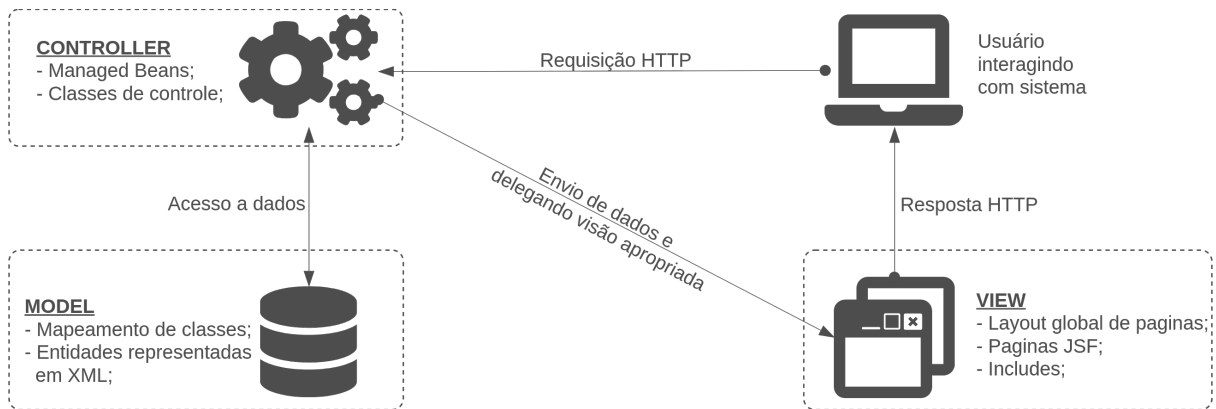 CONTROLLER
- Managed Beans;
- Classes de controle;
Requisição HTTP
Usuário
interagindo
com sistema
Acesso a dados
Envio de dados e
delegando visão apropriada
Resposta HTTP
MODEL
- Mapeamento de classes;
- Entidades representadas
em XML;
VIEW
- Layout global de paginas;
- Paginas JSF;
- Includes;